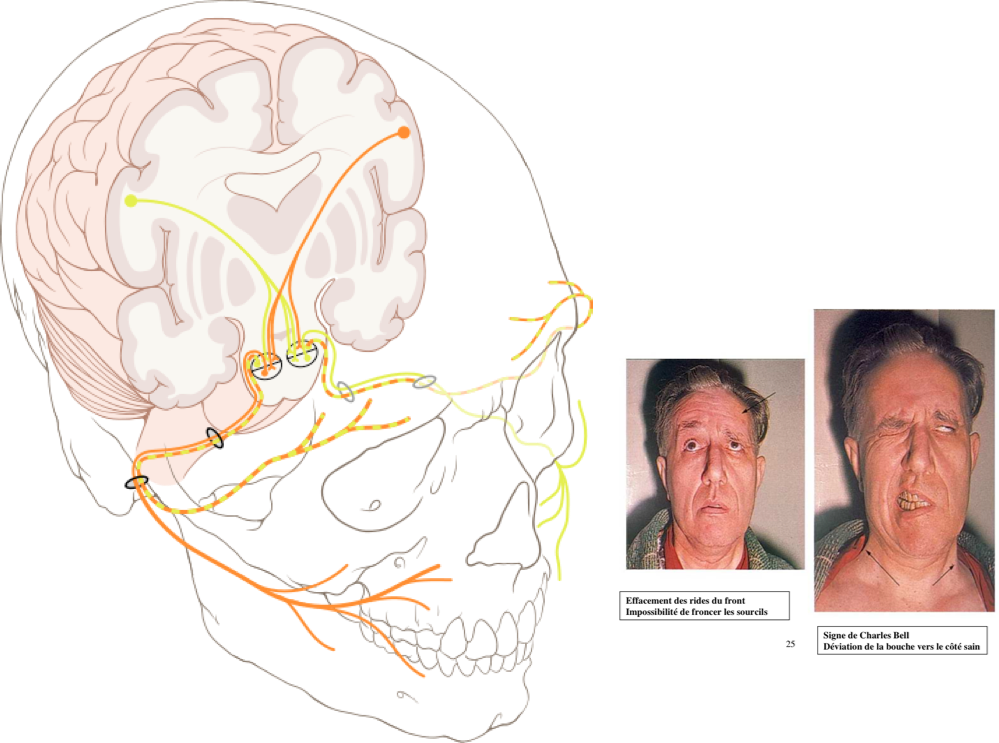 Effacement des rides du front
Impossibilité de froncer les sourcils
25
Signe de Charles Bell
Déviation de la bouche vers le côté sain